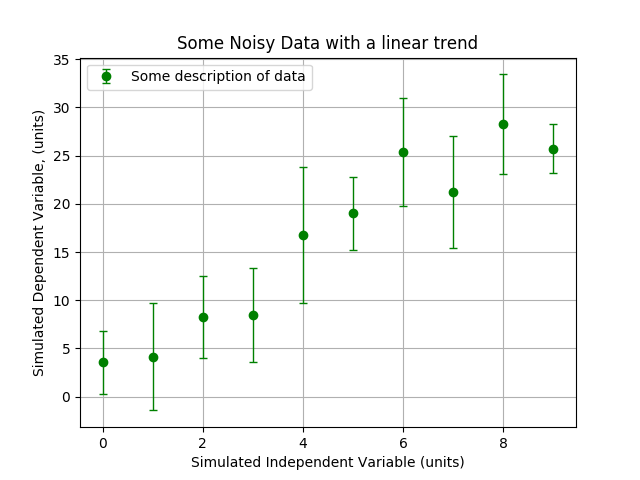 Some Noisy Data with a linear trend
Some description of data
Simulated Dependent Variable, (units)
35
30
25
20
15
10
5
0
0 2 4 6 8
Simulated Independent Variable (units)